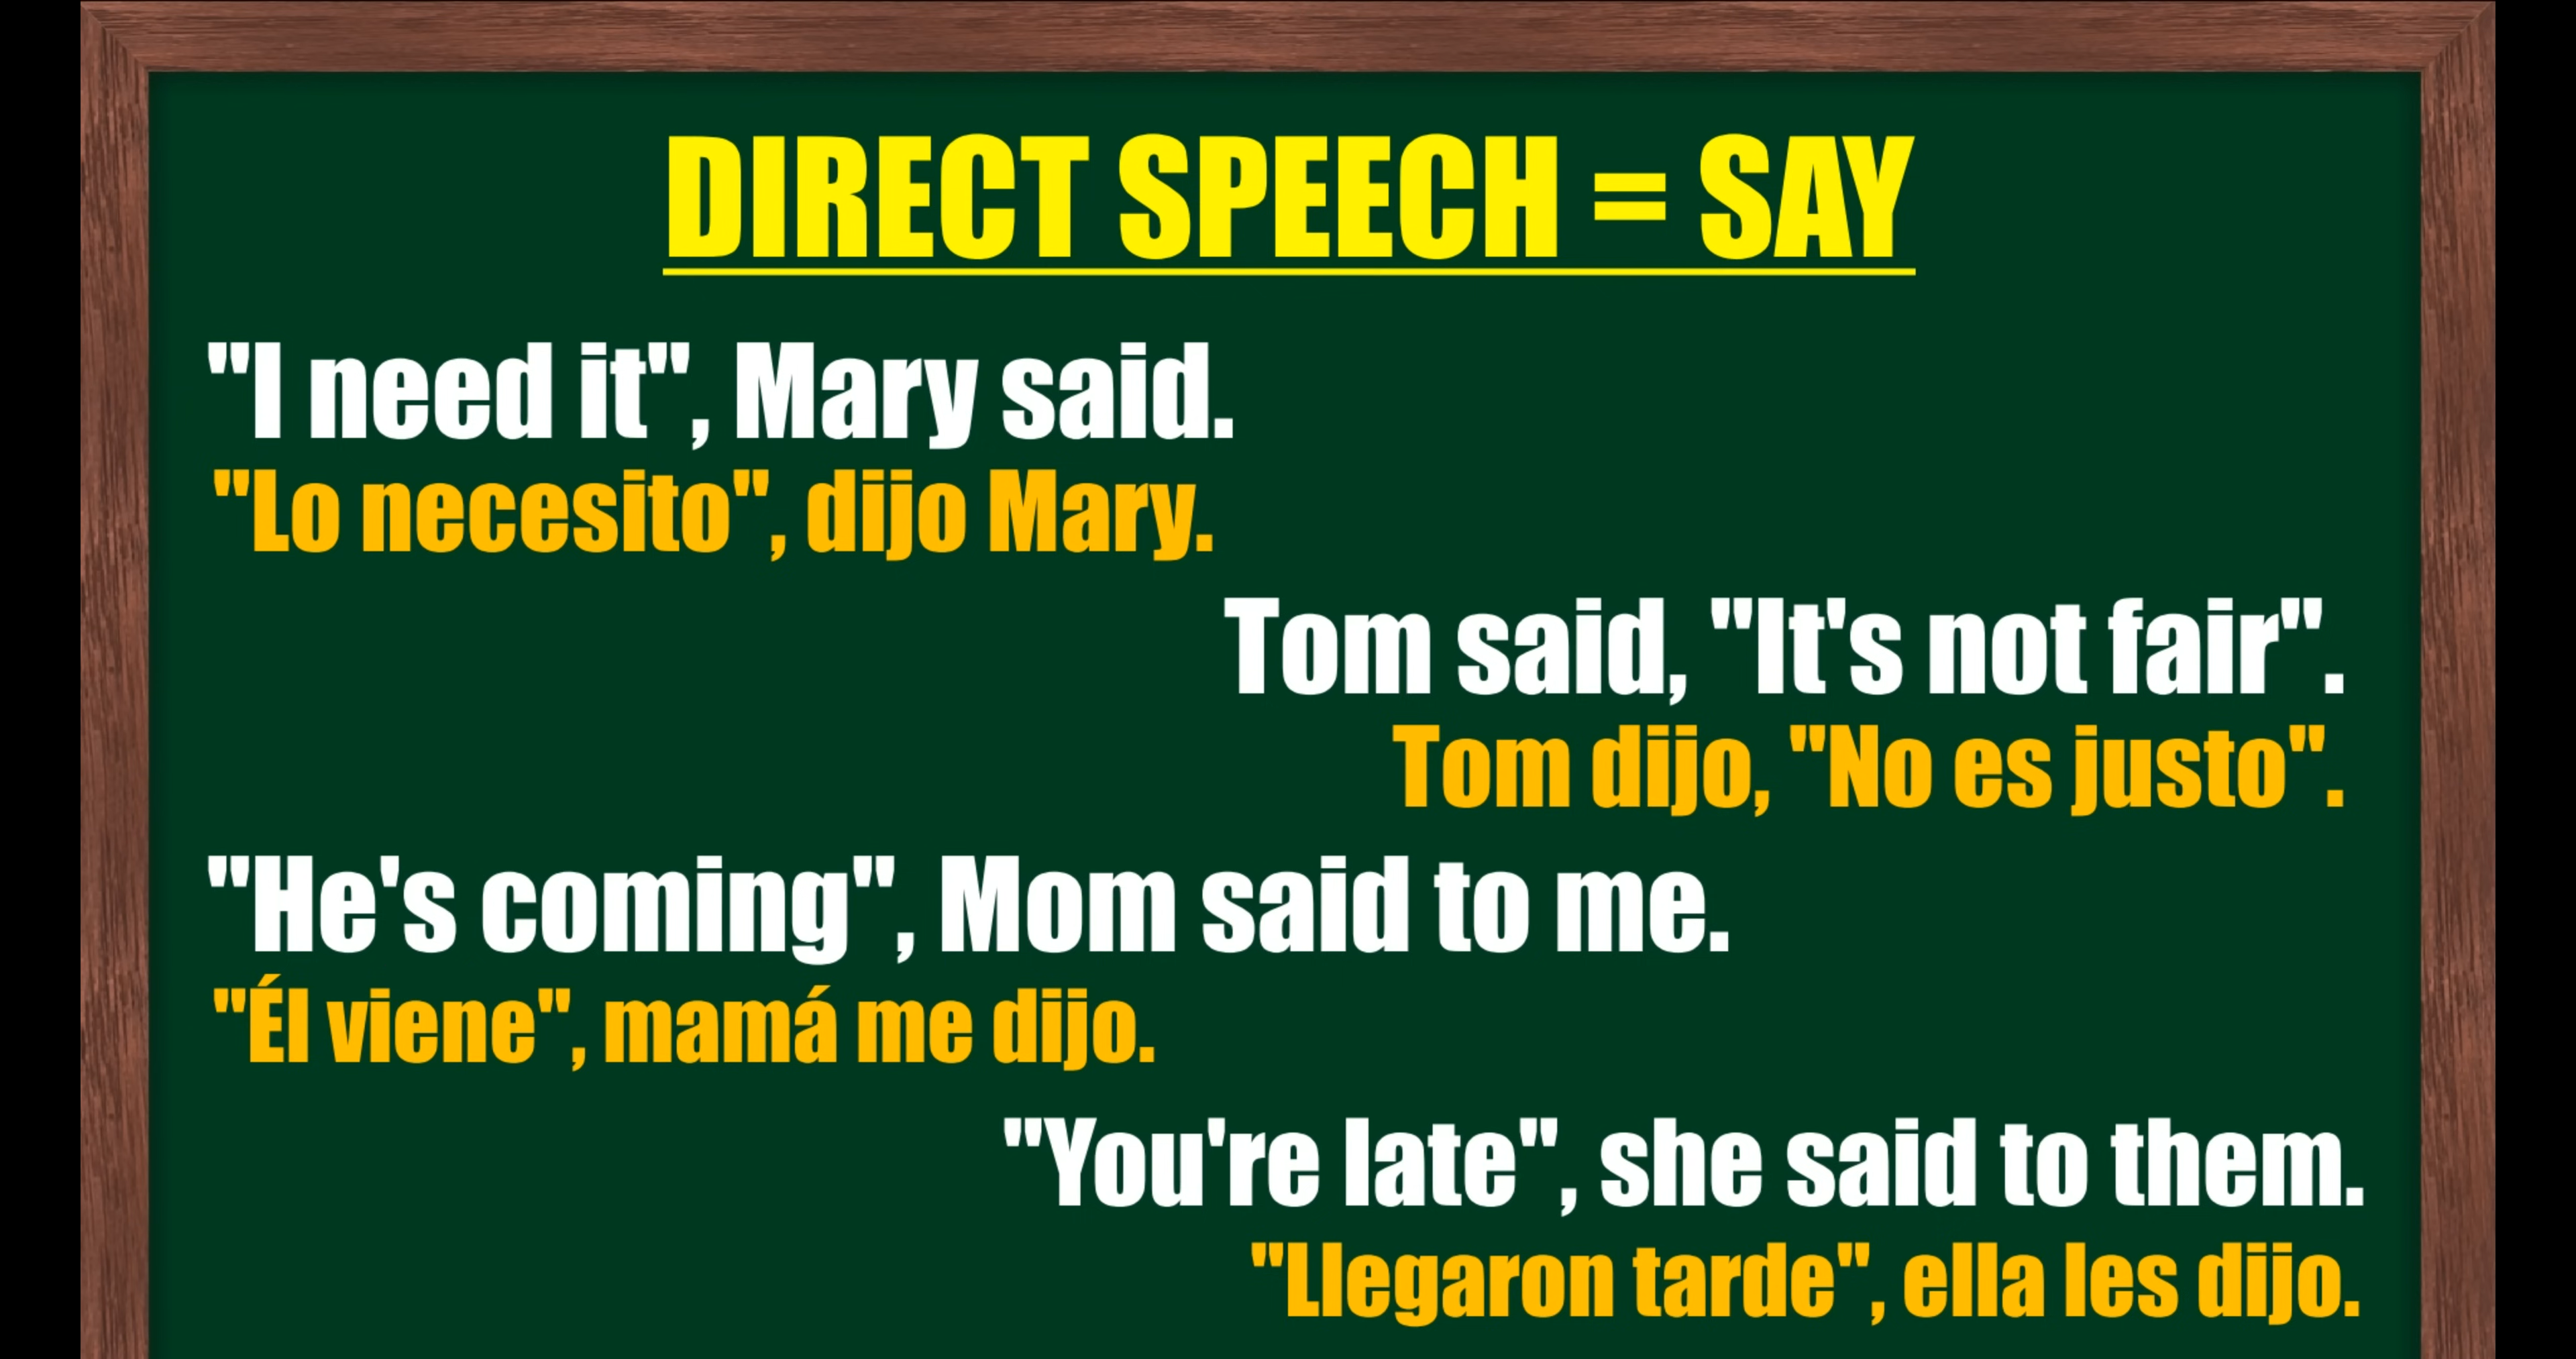 DIRECT SPEECH = SAY
"I need it", Mary said.
"Lo necesito", dijo Mary.
Tom said, "It's not fair".
Tom dijo, "No es justo".
"He's coming", Mom said to me.
"Él viene", mamá me dijo.
"You're late", she said to them.
"Llegaron tarde", ella les dijo.